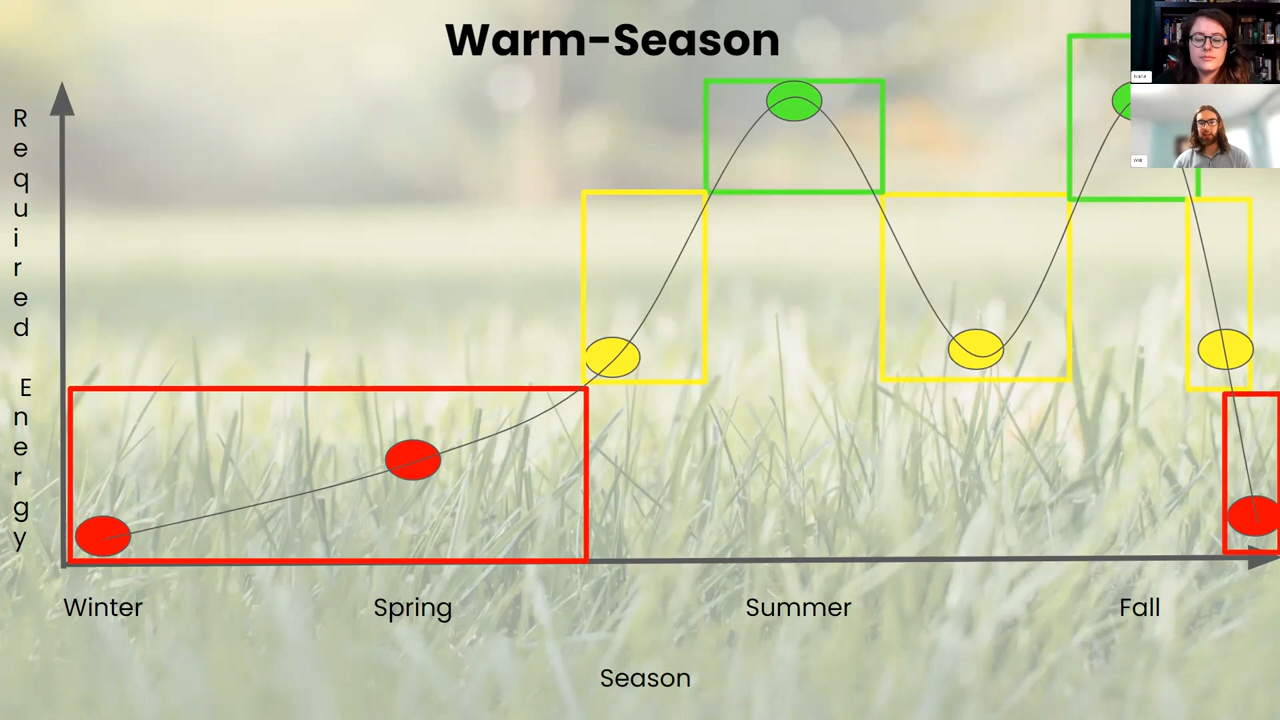 Warm-Season
Required Energy
Winter
Spring
Summer
Fall
Season